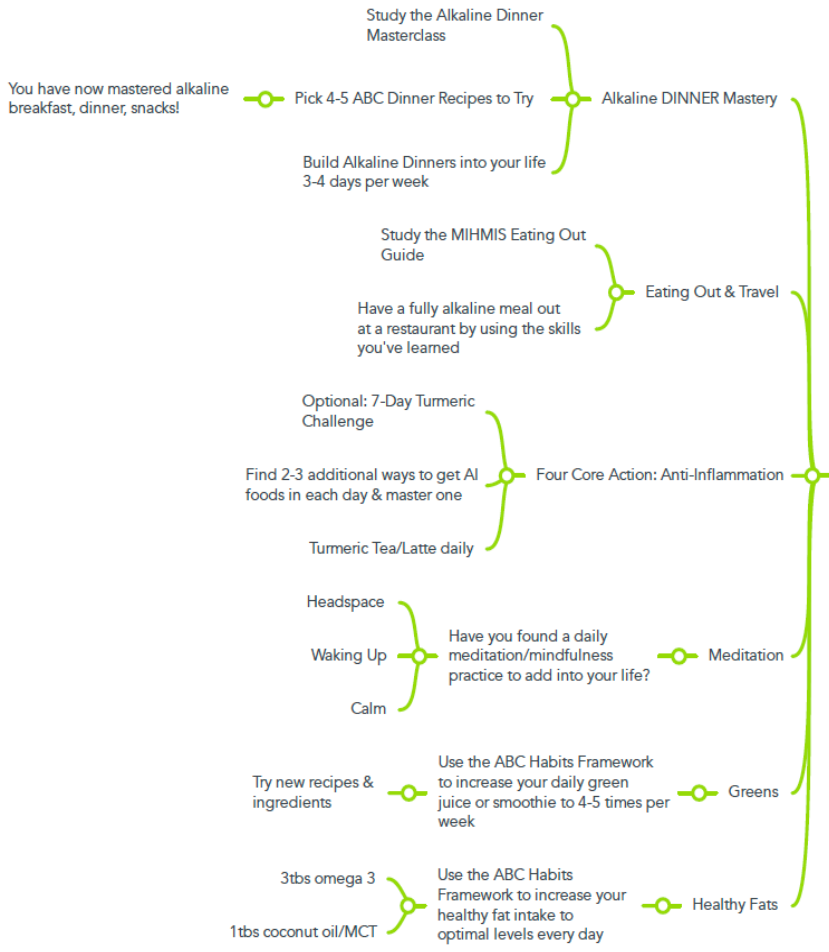 Study the Alkaline Dinner
Masterclass
You have now mastered alkaline
breakfast, dinner, snacks!
Pick 4-5 ABC Dinner Recipes to Try
Alkaline DINNER Mastery
Build Alkaline Dinners into your life
3-4 days per week
Study the MIHMIS Eating Out
Guide
Eating Out & Travel
Have a fully alkaline meal out
at a restaurant by using the skills
you've learned
Optional: 7-Day Turmeric
Challenge
Find 2-3 additional ways to get AI
foods in each day & master one
Four Core Action: Anti-Inflammation
Turmeric Tea/Latte daily
Headspace
Waking Up
Calm
Have you found a daily
meditation/mindfulness
practice to add into your life?
Meditation
Try new recipes &
ingredients
Use the ABC Habits Framework
to increase your daily green
juice or smoothie to 4-5 times per
week
Greens
3tbs omega 3
1tbs coconut oil/MCT
Use the ABC Habits
Framework to increase your
healthy fat intake to
optimal levels every day
Healthy Fats